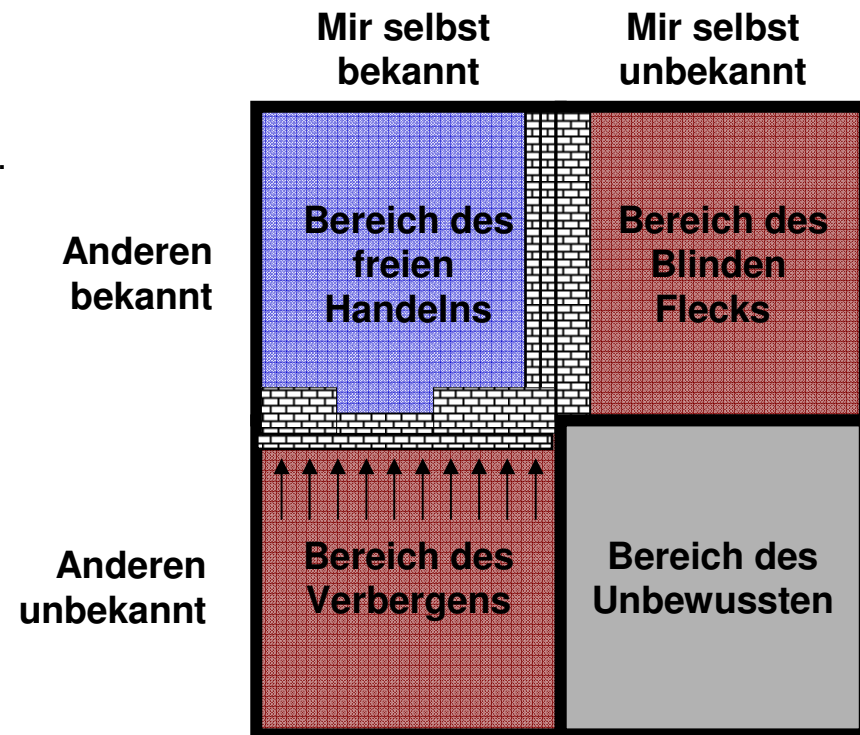 Mir selbst
bekannt
Mir selbst
unbekannt
Anderen
bekannt
Bereich des
freien
Handelns
Bereich des
Blinden
Flecks
Anderen
unbekannt
Bereich des
Verbergens
Bereich des
Unbewussten